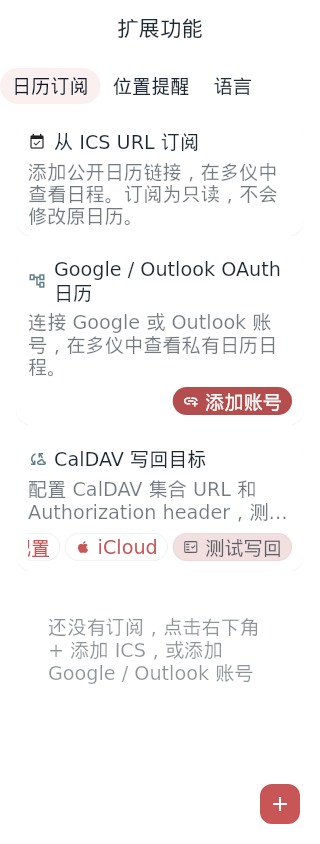 扩展功能
日历订阅 位置提醒 语言
从 ICS URL 订阅
添加公开日历链接，在多仪中
查看日程。订阅为只读，不会
修改原日历。
Google / Outlook OAuth
日历
连接 Google 或 Outlook 账
号，在多仪中查看私有日历日
程。
添加账号
CalDAV 写回目标
配置 CalDAV 集合 URL 和
Authorization header，测...
置 iCloud 测试写回
还没有订阅，点击右下角
+ 添加 ICS，或添加
Google / Outlook 账号